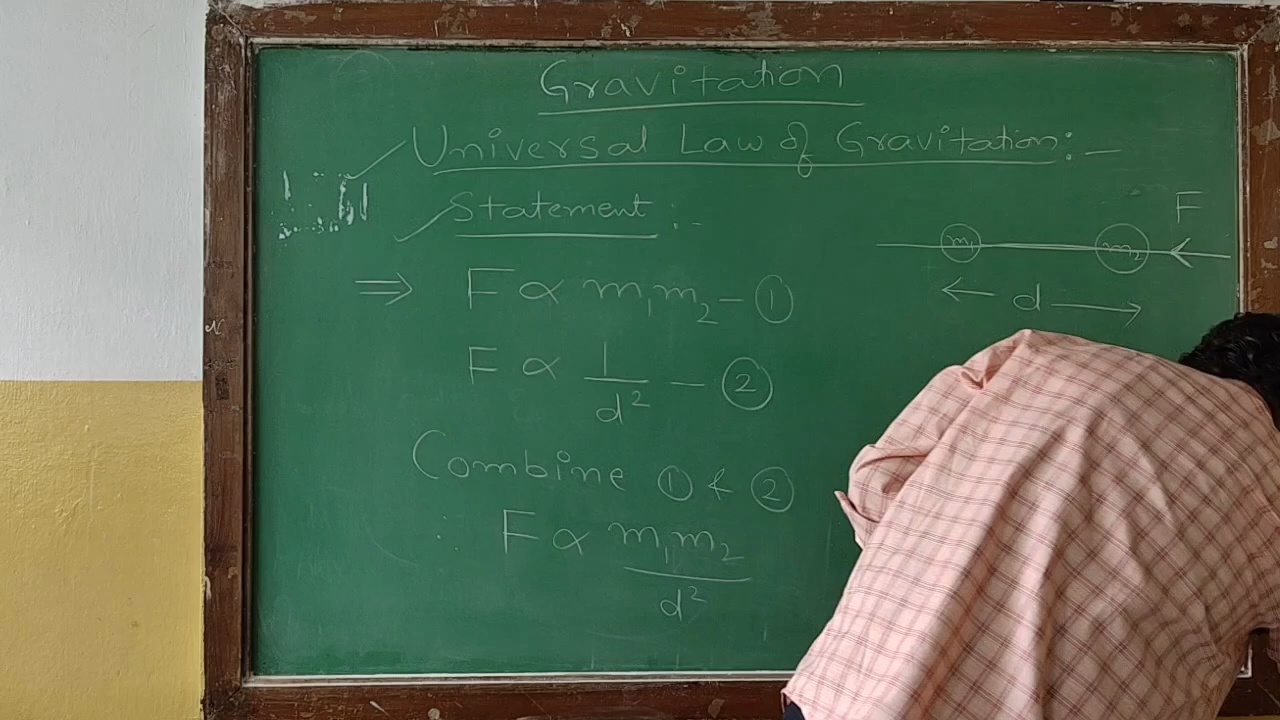 Gravitation
Universal Law of Gravitation:-
Statement:-
F
m₁ m₂
d
⇒ F ∝ m₁m₂ - ①
F ∝ 1/d² - ②
Combine ① & ②
∴ F ∝ m₁m₂/d²